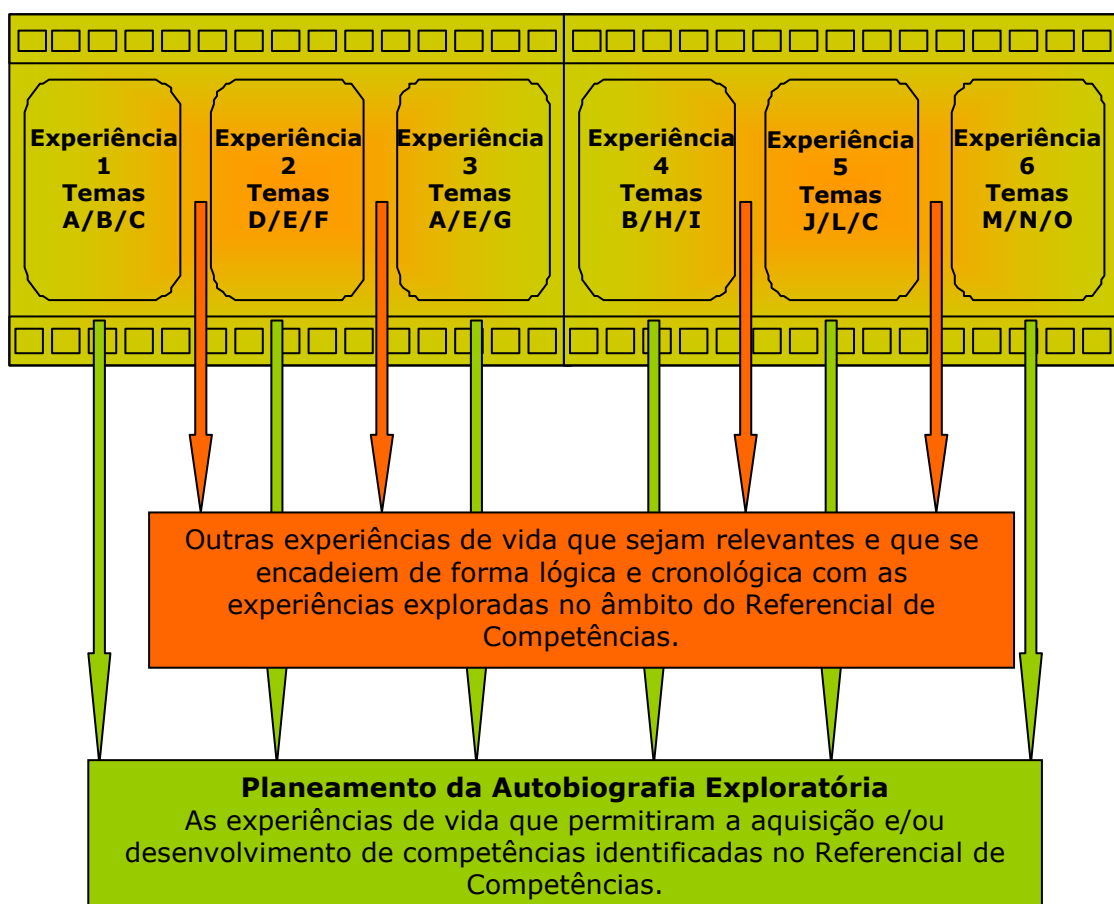 Experiência
1
Temas
A/B/C
Experiência
2
Temas
D/E/F
Experiência
3
Temas
A/E/G
Experiência
4
Temas
B/H/I
Experiência
5
Temas
J/L/C
Experiência
6
Temas
M/N/O
Outras experiências de vida que sejam relevantes e que se
encadeiem de forma lógica e cronológica com as
experiências exploradas no âmbito do Referencial de
Competências.
Planeamento da Autobiografia Exploratória
As experiências de vida que permitiram a aquisição e/ou
desenvolvimento de competências identificadas no Referencial de
Competências.